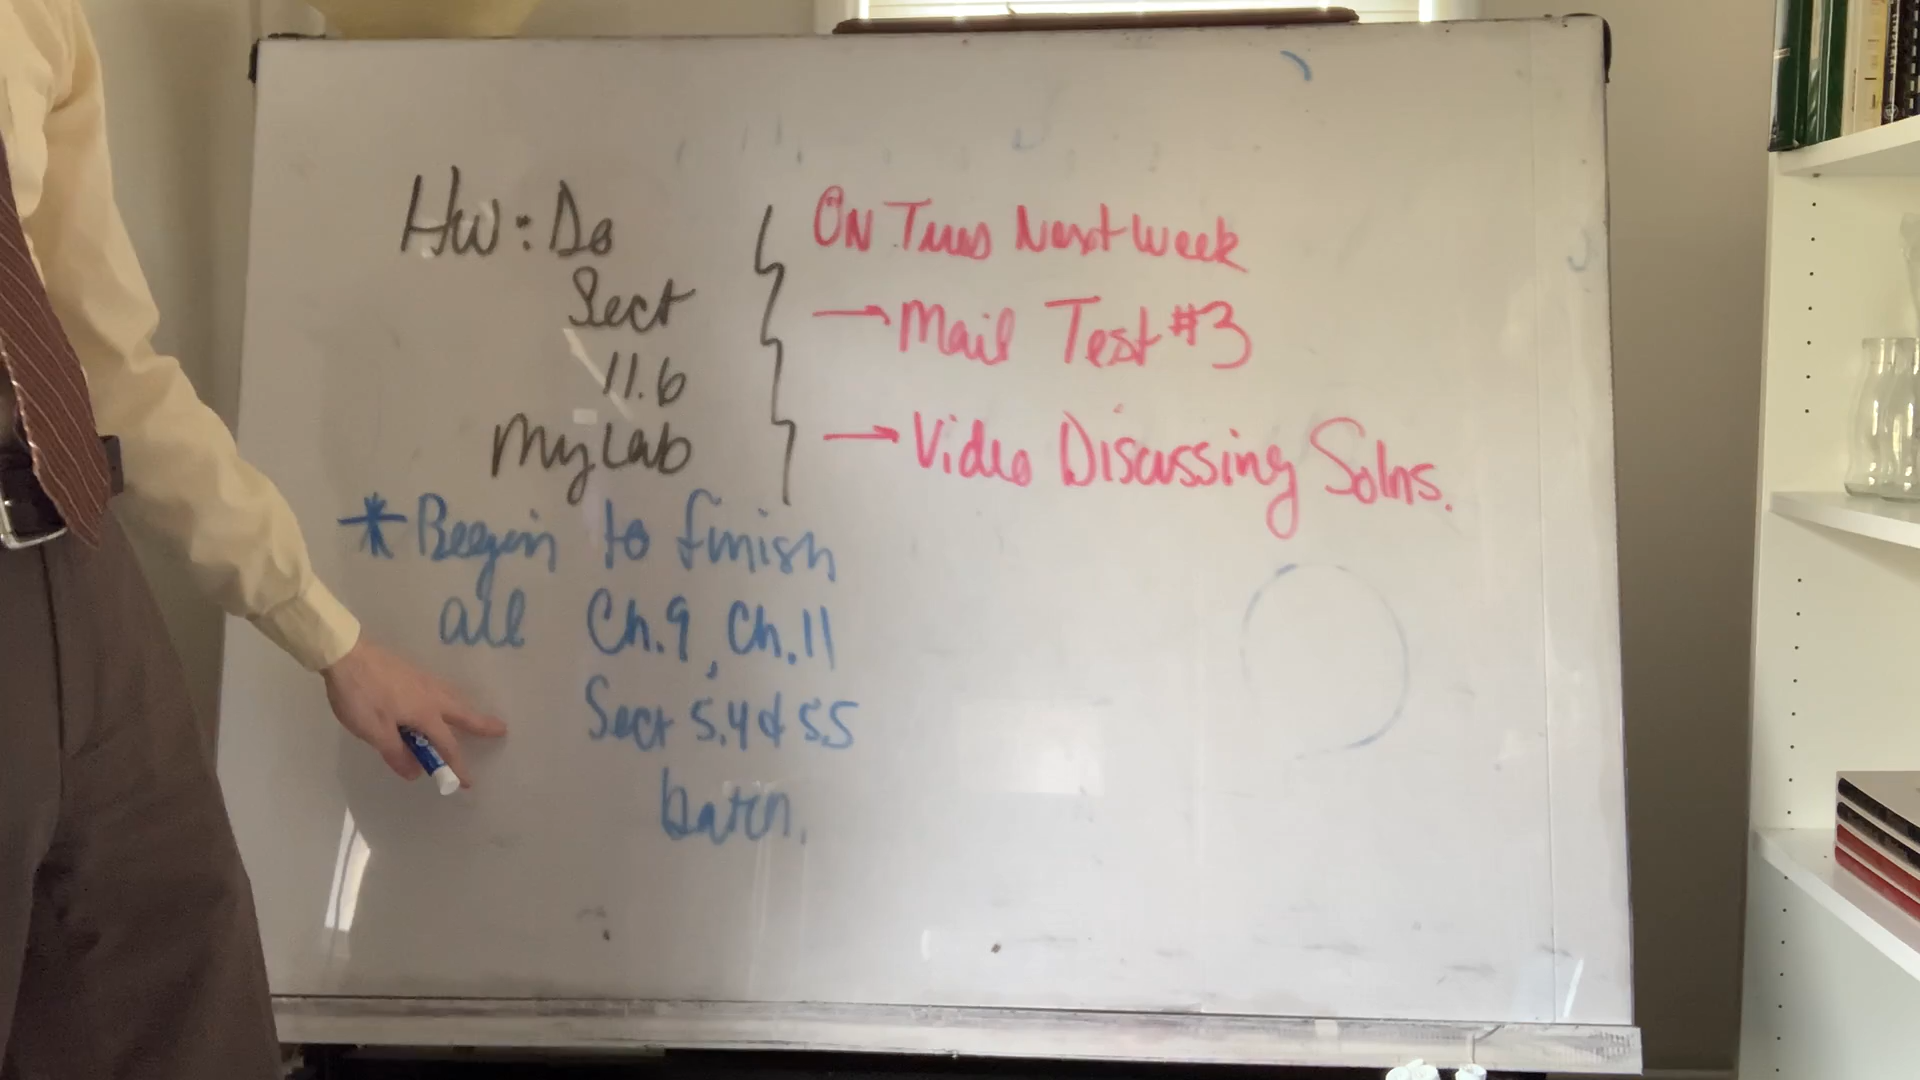 HW: Do
Sect
11.6
MyLab
ON Tues Next Week
→ Mail Test #3
→ Video Discussing Solns.
* Begin to finish
all Ch.9, Ch.11
Sect 5.4 & 5.5
batch.